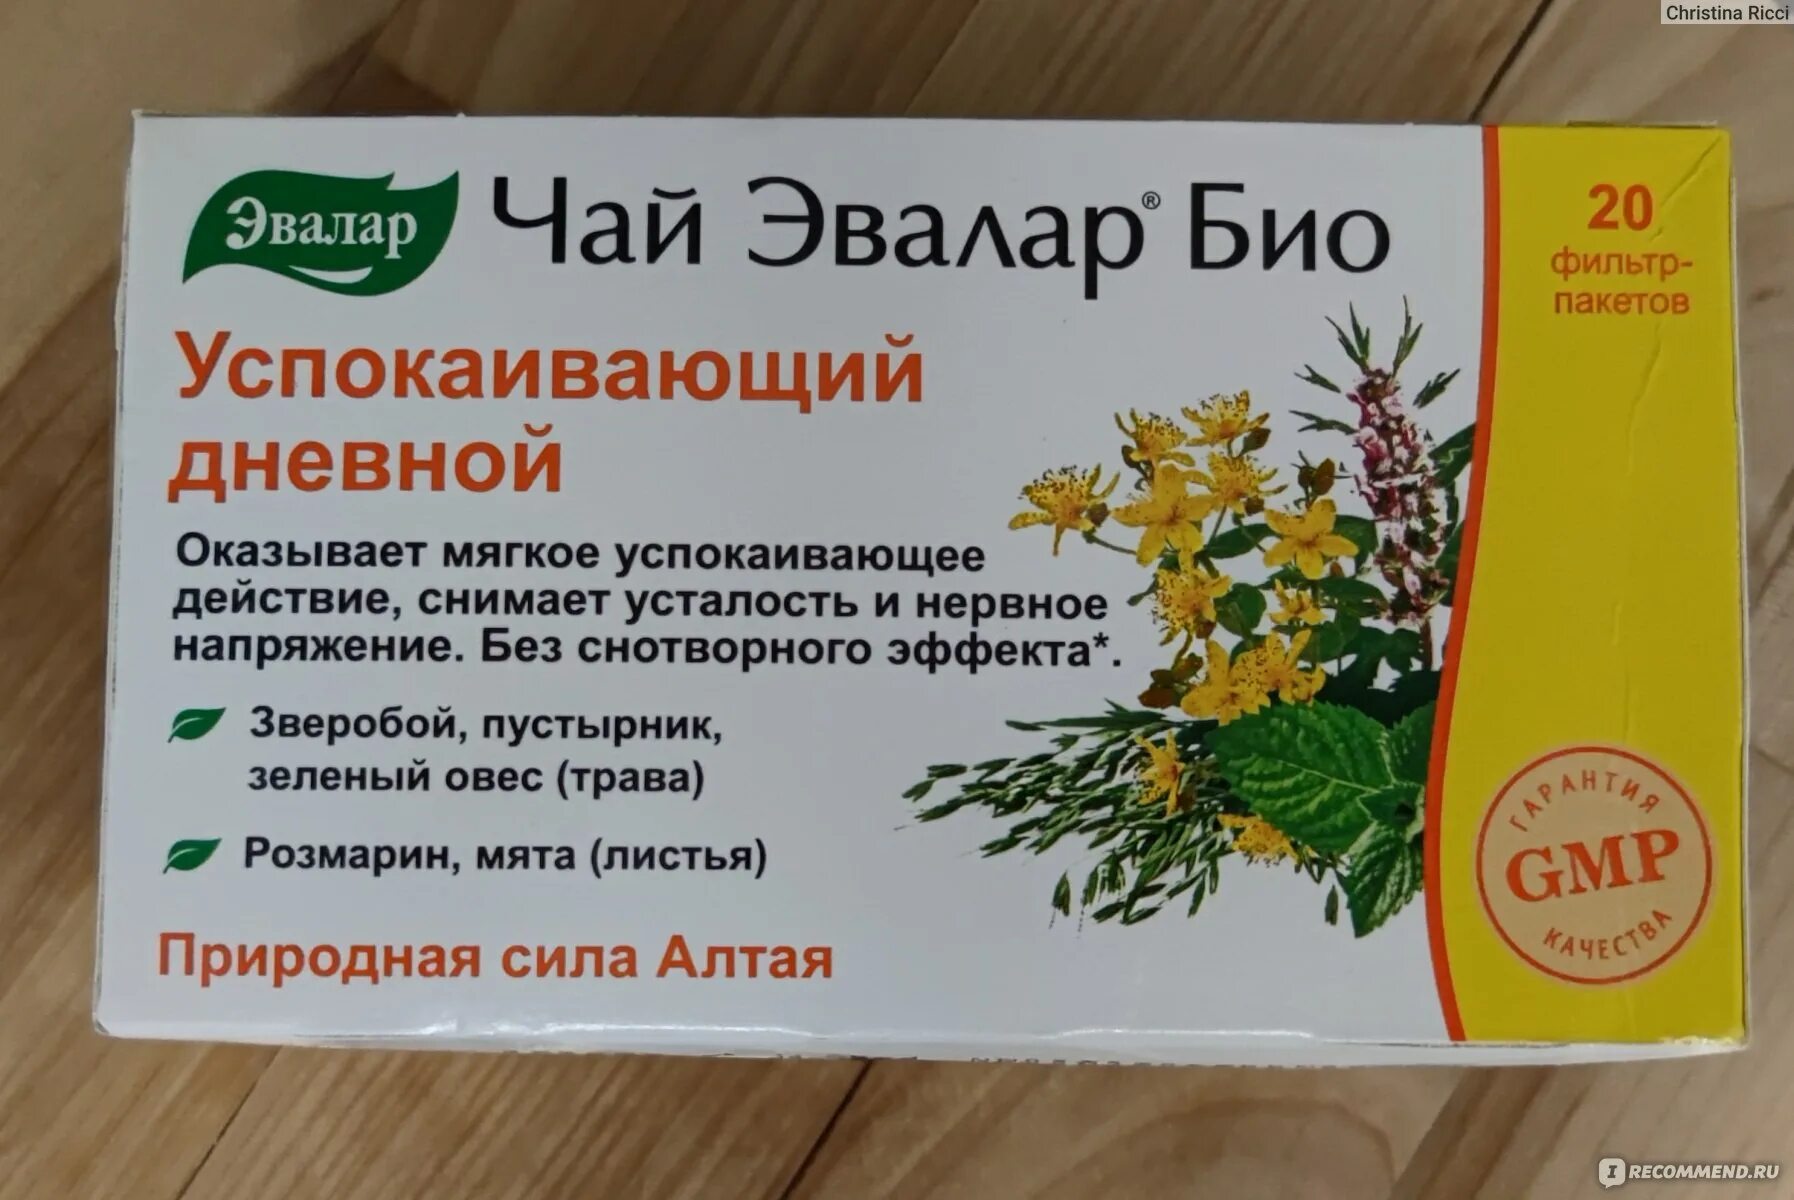 Christina Ricci
Эвалар
Чай Эвалар® Био
20
фильтр-
пакетов
Успокаивающий
дневной
Оказывает мягкое успокаивающее
действие, снимает усталость и нервное
напряжение. Без снотворного эффекта*.
Зверобой, пустырник,
зеленый овес (трава)
Розмарин, мята (листья)
Природная сила Алтая
ГАРАНТИЯ
GMP
КАЧЕСТВА
IRECOMMEND.RU